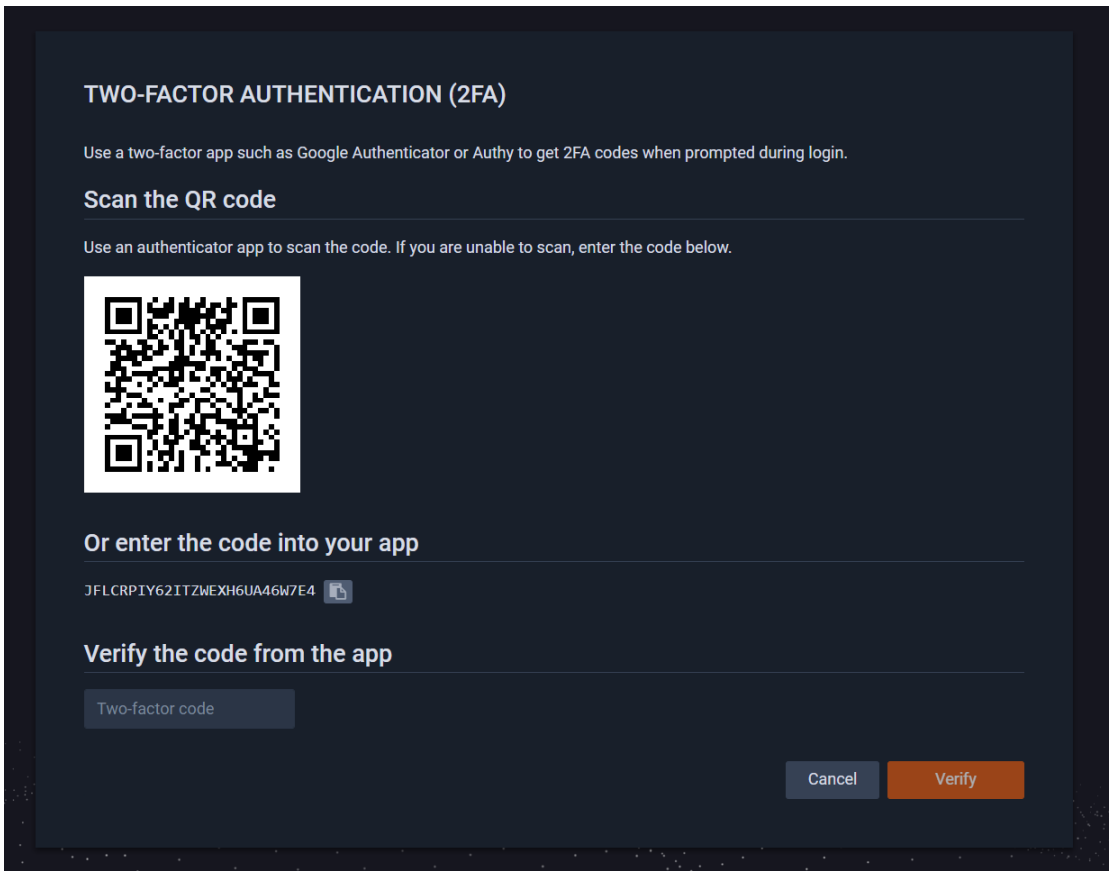 TWO-FACTOR AUTHENTICATION (2FA)
Use a two-factor app such as Google Authenticator or Authy to get 2FA codes when prompted during login.
Scan the QR code
Use an authenticator app to scan the code. If you are unable to scan, enter the code below.
Or enter the code into your app
JFLCRPIY62ITZWEXH6UA46W7E4
Verify the code from the app
Two-factor code
Cancel
Verify